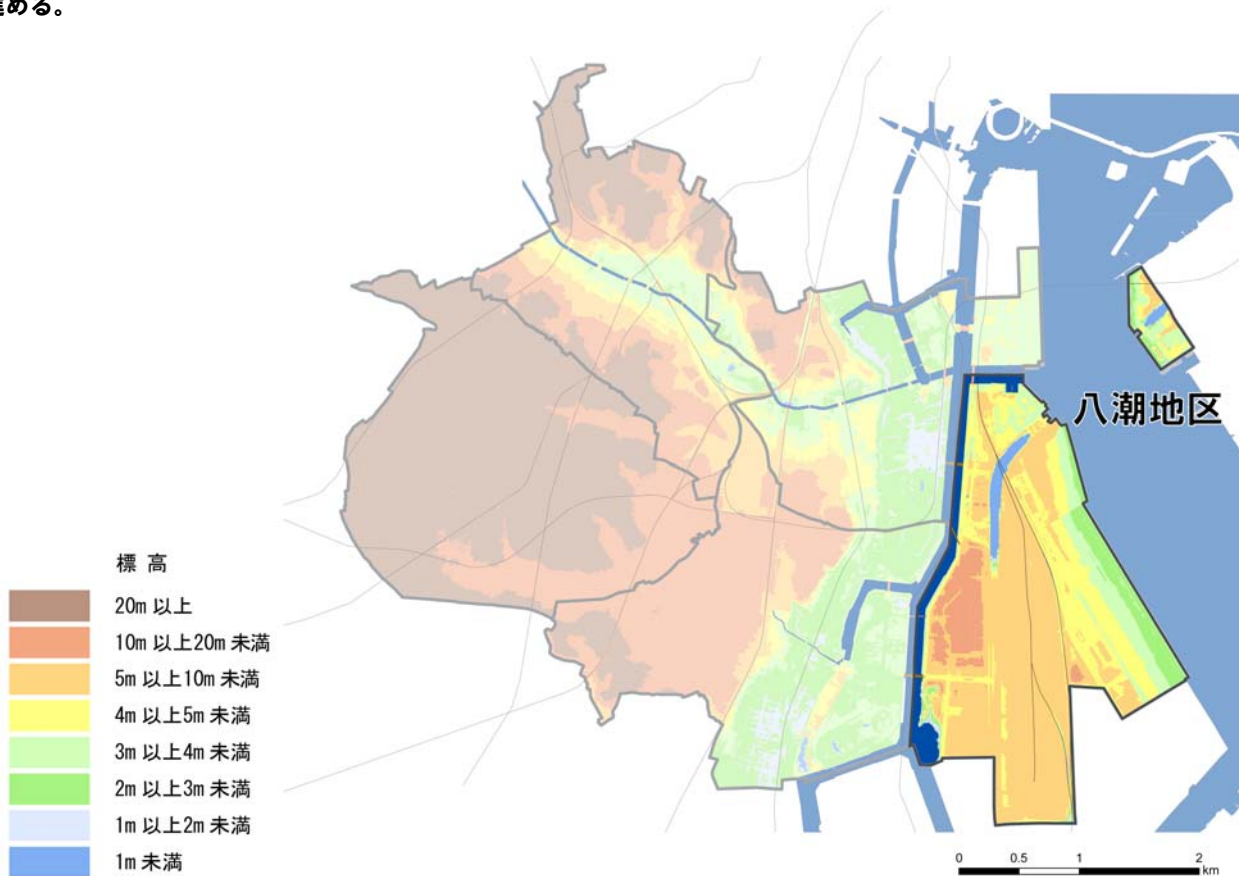 進める。
八潮地区
標 高
20m 以上
10m 以上20m 未満
5m 以上10m 未満
4m 以上5m 未満
3m 以上4m 未満
2m 以上3m 未満
1m 以上2m 未満
1m 未満
0 0.5 1 2
km